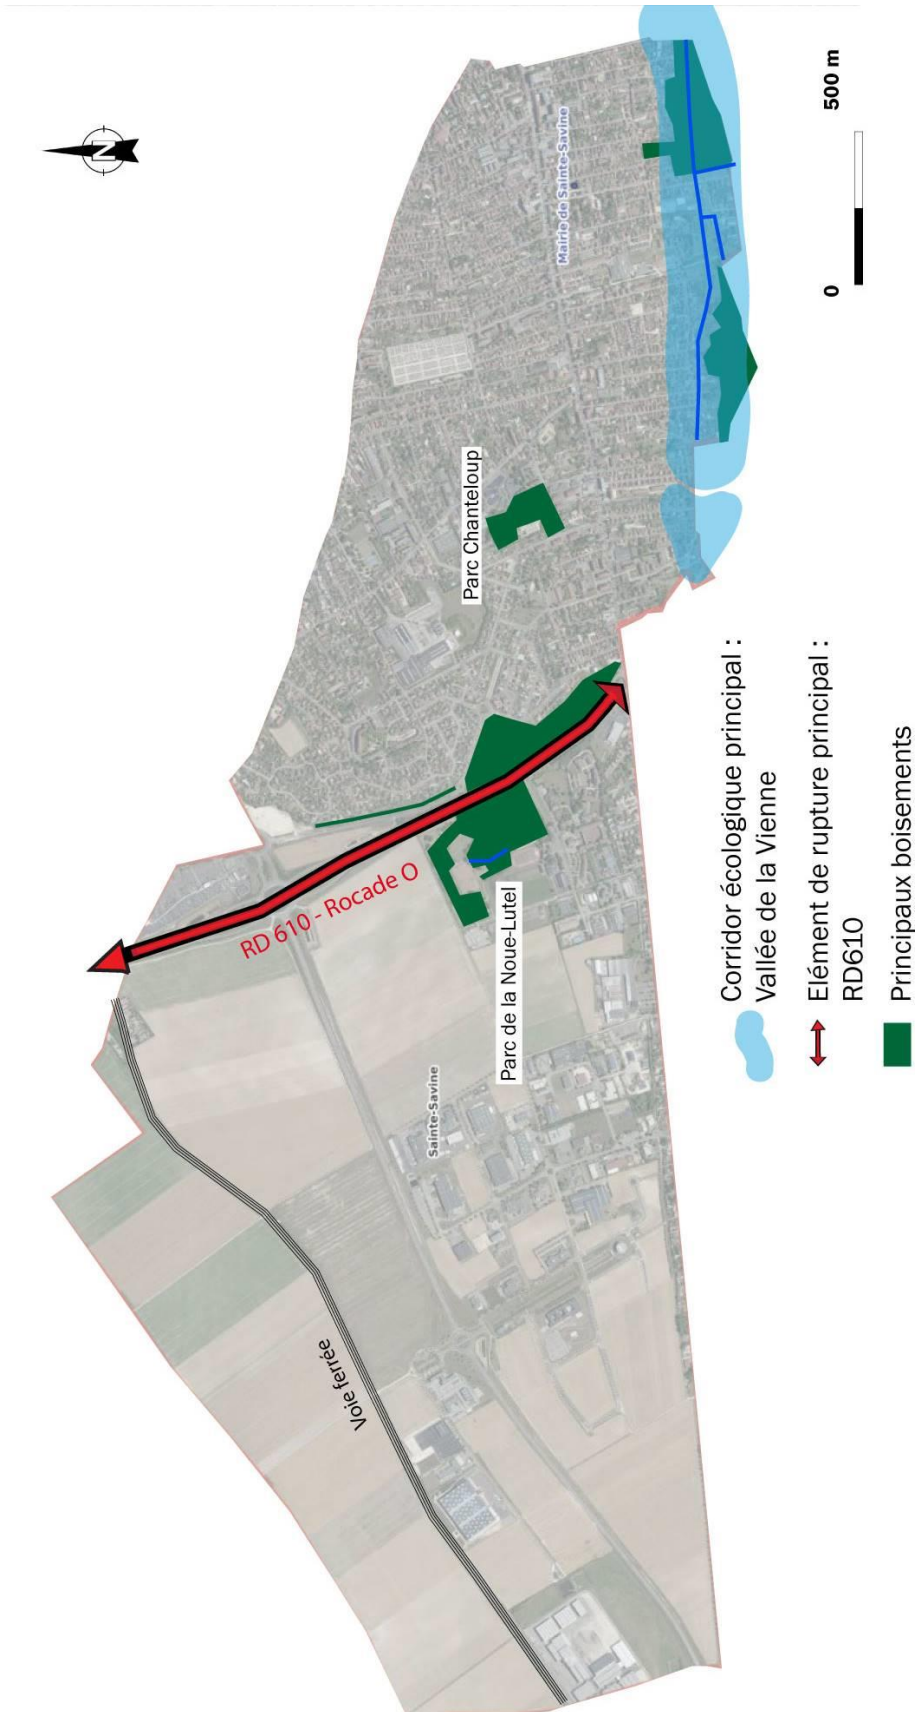 N
500 m
0
Mairie de Sainte-Savine
Parc Chanteloup
RD 610 - Rocade O
Parc de la Noue-Lutel
Sainte-Savine
Voie ferrée
Corridor écologique principal :
Vallée de la Vienne
Elément de rupture principal :
RD610
Principaux boisements